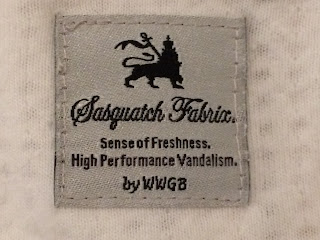 Sasquatch Fabrix.
Sense of Freshness.
High Performance Vandalism.
by WWGB